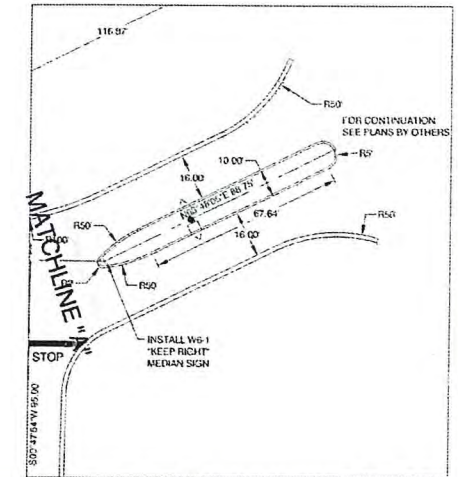 116.97'
R50'
FOR CONTINUATION
SEE PLANS BY OTHERS
R5'
10.00'
16.00'
67.64'
R50'
R50'
16.00'
R50'
MATCHLINE "A"
INSTALL W6-1
"KEEP RIGHT"
MEDIAN SIGN
STOP